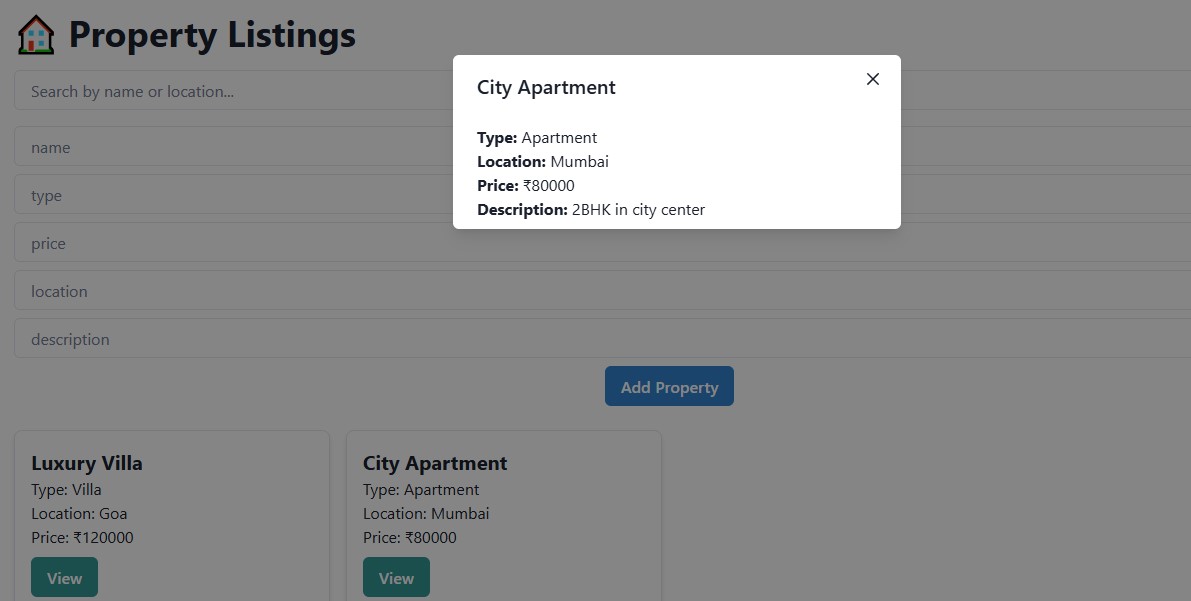 Property Listings
Search by name or location...
name
type
price
location
description
Add Property
City Apartment
Type: Apartment
Location: Mumbai
Price: ₹80000
Description: 2BHK in city center
Luxury Villa
Type: Villa
Location: Goa
Price: ₹120000
View
City Apartment
Type: Apartment
Location: Mumbai
Price: ₹80000
View